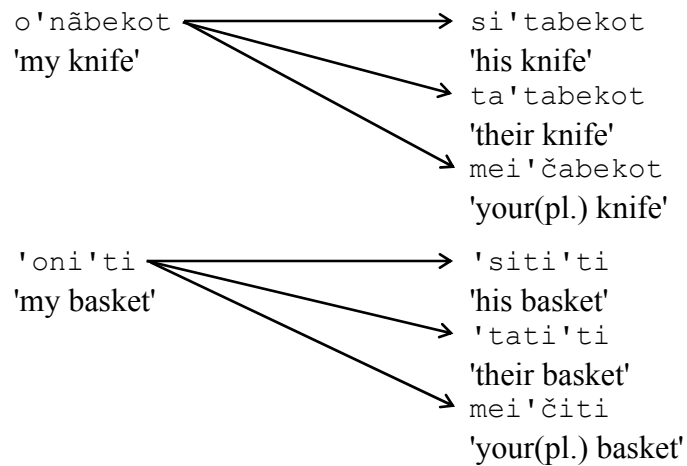 o'nãbekot
'my knife'
si'tabekot
'his knife'
ta'tabekot
'their knife'
mei'čabekot
'your(pl.) knife'
'oni'ti
'my basket'
'siti'ti
'his basket'
'tati'ti
'their basket'
mei'čiti
'your(pl.) basket'